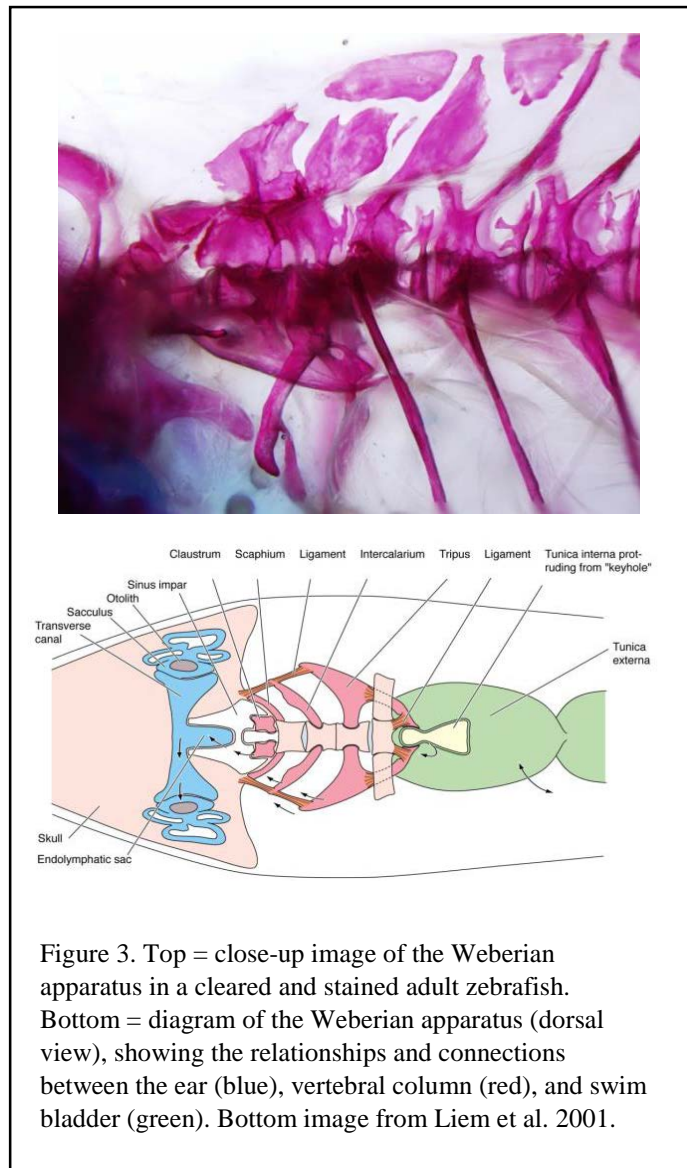 Claustrum Scaphium Ligament Intercalarium Tripus Ligament Tunica interna prot-
ruding from "keyhole"
Sinus impar
Otolith
Sacculus
Transverse
canal
Tunica
externa
Skull
Endolymphatic sac
Figure 3. Top = close-up image of the Weberian
apparatus in a cleared and stained adult zebrafish.
Bottom = diagram of the Weberian apparatus (dorsal
view), showing the relationships and connections
between the ear (blue), vertebral column (red), and swim
bladder (green). Bottom image from Liem et al. 2001.